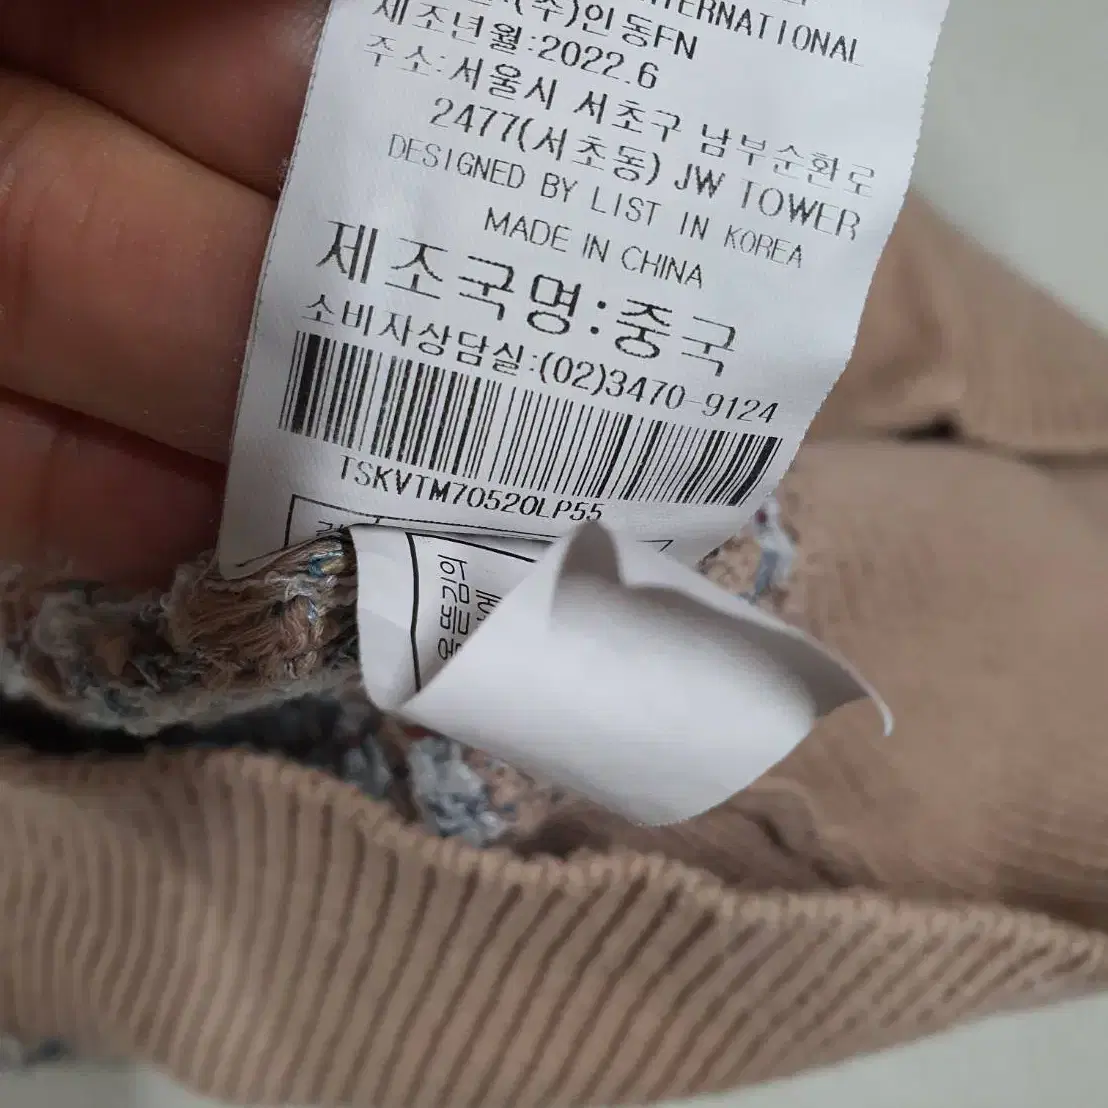 INTERNATIONAL
(주)인동FN
제조년월:2022.6
주소:서울시 서초구 남부순환로
2477(서초동) JW TOWER
DESIGNED BY LIST IN KOREA
MADE IN CHINA
제조국명:중국
소비자상담실:(02)3470-9124
TSKVTM70520LP55